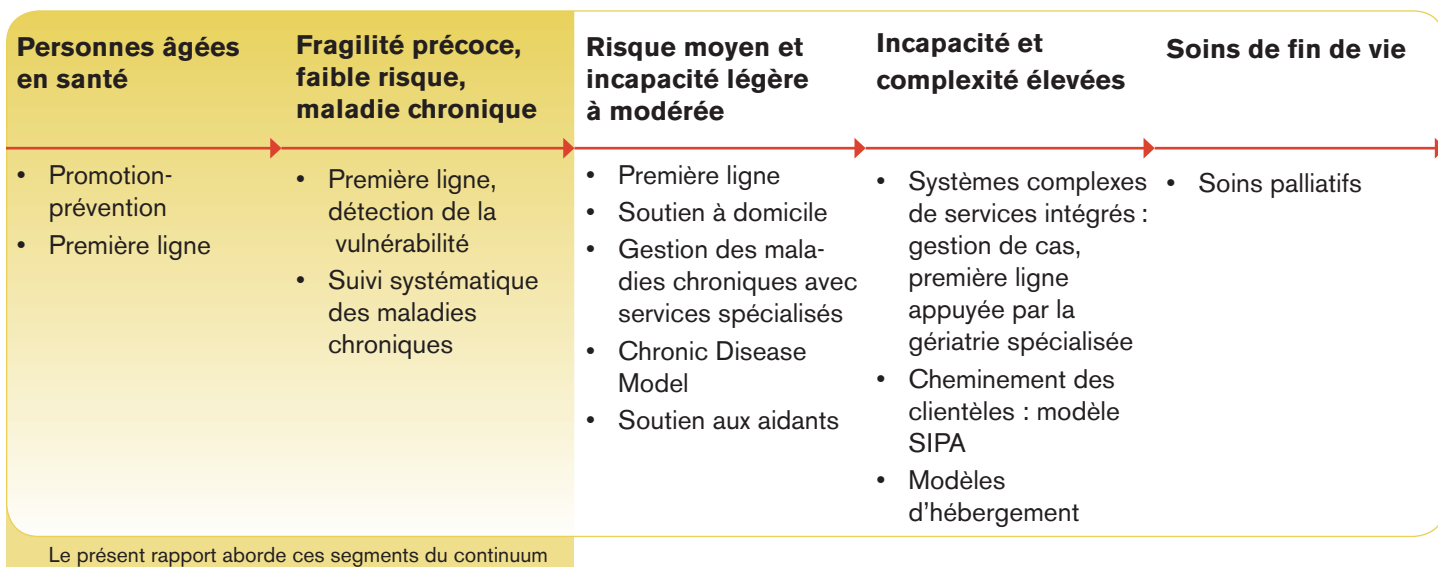 Personnes âgées
en santé
• Promotion-
prévention
• Première ligne
Fragilité précoce,
faible risque,
maladie chronique
• Première ligne,
détection de la
vulnérabilité
• Suivi systématique
des maladies
chroniques
Risque moyen et
incapacité légère
à modérée
• Première ligne
• Soutien à domicile
• Gestion des mala-
dies chroniques avec
services spécialisés
• Chronic Disease
Model
• Soutien aux aidants
Incapacité et
complexité élevées
• Systèmes complexes
de services intégrés :
gestion de cas,
première ligne
appuyée par la
gériatrie spécialisée
• Cheminement des
clientèles : modèle
SIPA
• Modèles
d’hébergement
Soins de fin de vie
• Soins palliatifs
Le présent rapport aborde ces segments du continuum